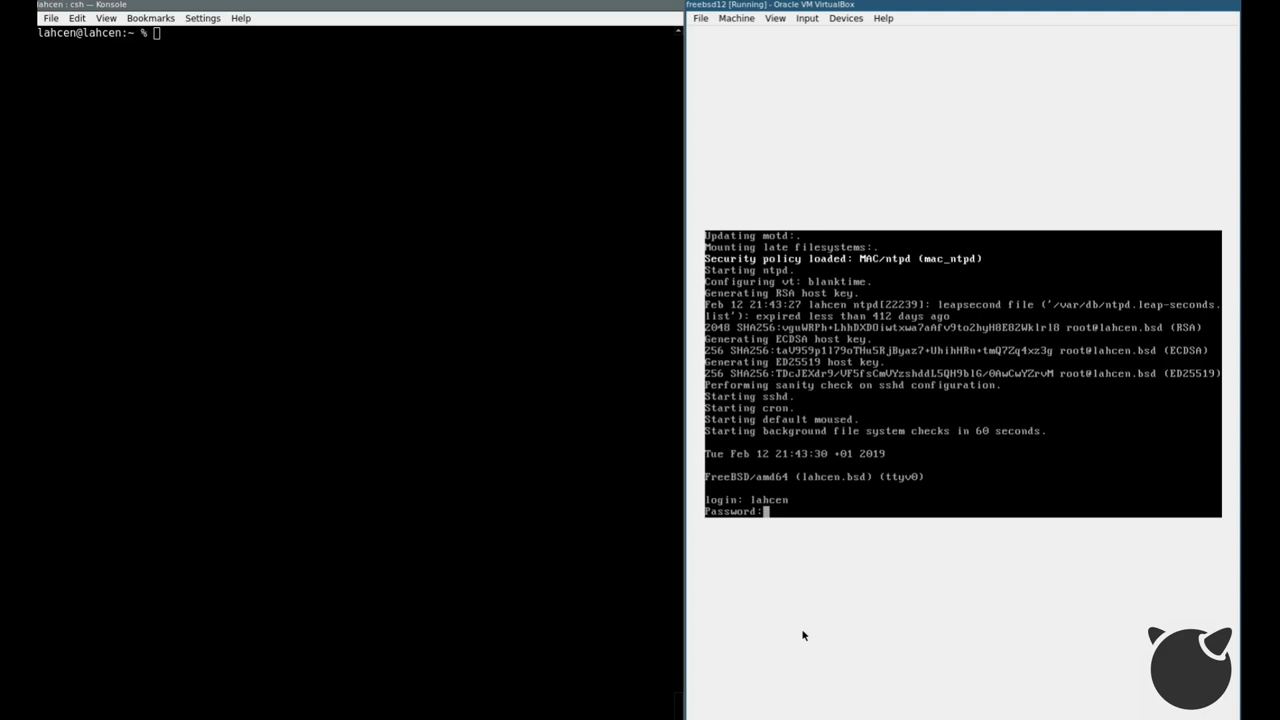 lahcen : csh — Konsole
File Edit View Bookmarks Settings Help
lahcen@lahcen:~ %
freebsd12 [Running] - Oracle VM VirtualBox
File Machine View Input Devices Help
Updating motd:.
Mounting late filesystems:.
Security policy loaded: MAC/ntpd (mac_ntpd)
Starting ntpd.
Configuring vt: blanktime.
Generating RSA host key.
Feb 12 21:43:27 lahcen ntpd[22239]: leapsecond file ('/var/db/ntpd.leap-seconds.
list'): expired less than 412 days ago
2048 SHA256:vguWRPh+LhhDXDOiwtxwa7aAfv9to2hyH8E82Wklrl8 root@lahcen.bsd (RSA)
Generating ECDSA host key.
256 SHA256:taV959p1l79oTHu5RjByaz7+UhihHRn+tmQ7Zq4xz3g root@lahcen.bsd (ECDSA)
Generating ED25519 host key.
256 SHA256:TDcJEXdr9/VF5fsCmVYzshddL5QH9blG/0AwCwYZrvM root@lahcen.bsd (ED25519)
Performing sanity check on sshd configuration.
Starting sshd.
Starting cron.
Starting default moused.
Starting background file system checks in 60 seconds.
Tue Feb 12 21:43:30 +01 2019
FreeBSD/amd64 (lahcen.bsd) (ttyv0)
login: lahcen
Password: